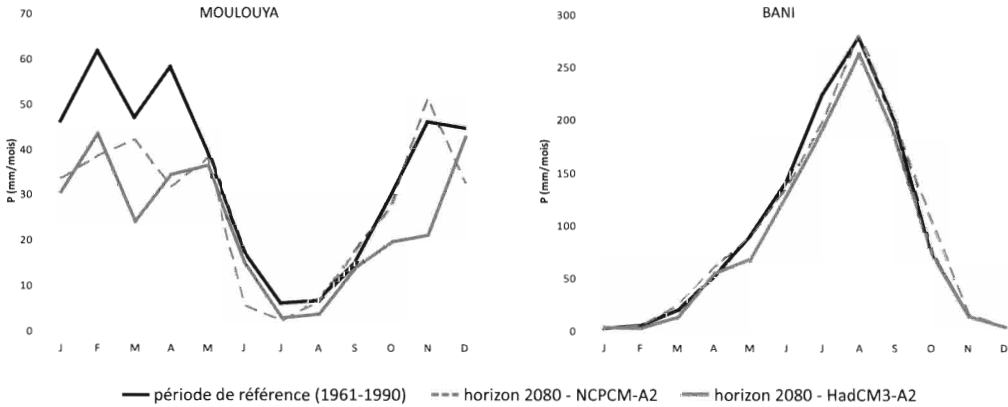 MOULOUYA
P (mm/mois)
70
60
50
40
30
20
10
0
J F M A M J J A S O N D
BANI
P (mm/mois)
300
250
200
150
100
50
0
J F M A M J J A S O N D
période de référence (1961-1990) horizon 2080 - NCPCM-A2 horizon 2080 - HadCM3-A2